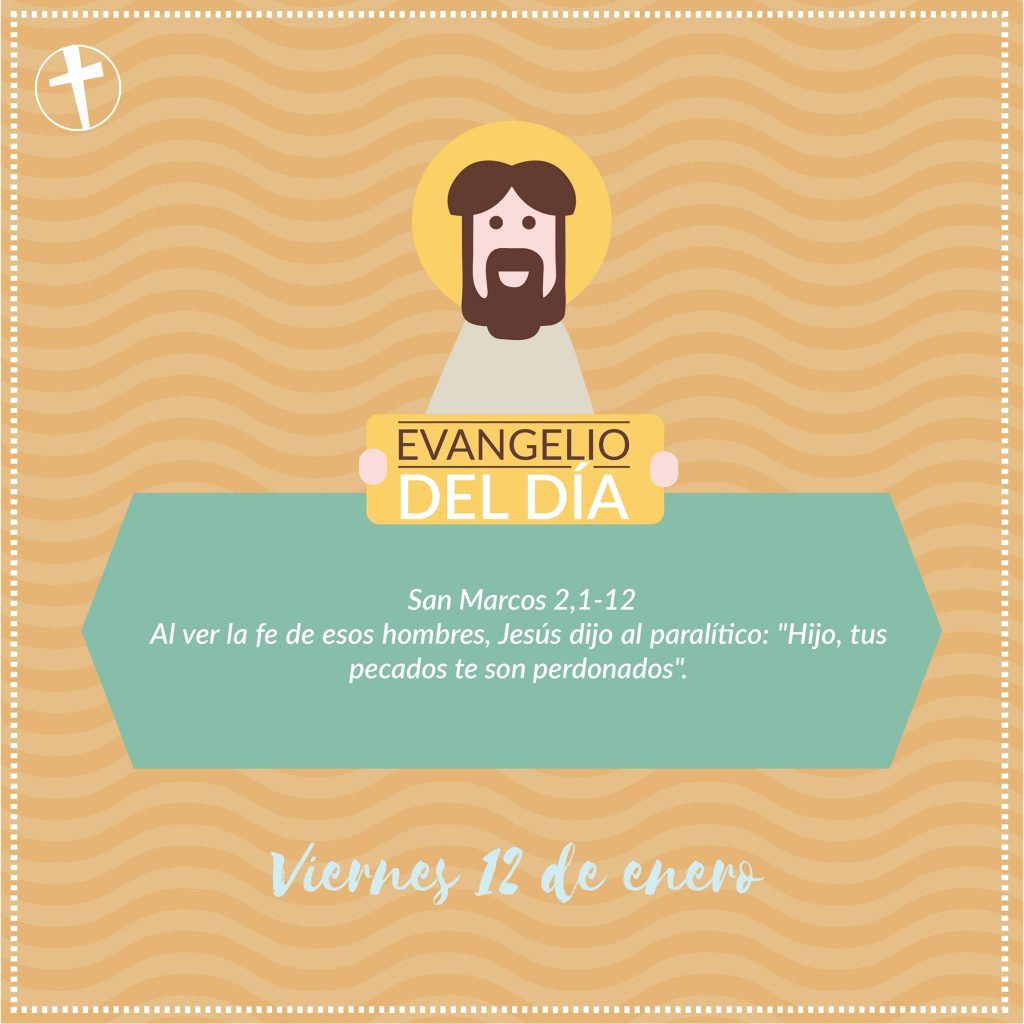 EVANGELIO
DEL DÍA
San Marcos 2,1-12
Al ver la fe de esos hombres, Jesús dijo al paralítico: "Hijo, tus
pecados te son perdonados".
Viernes 12 de enero